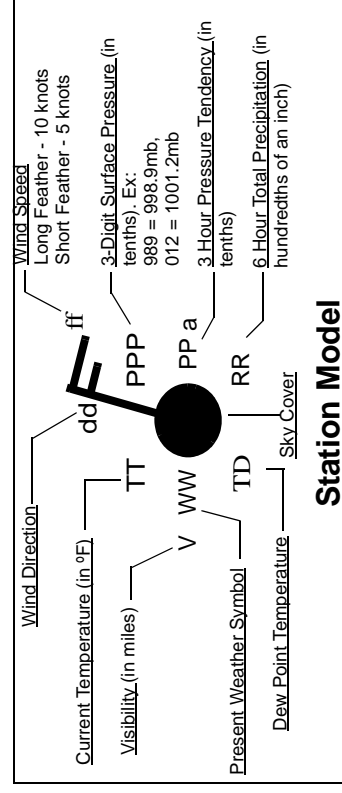 Wind Direction
Wind Speed
Long Feather - 10 knots
Short Feather - 5 knots
dd
ff
Current Temperature (in ºF)
TT
PPP
3-Digit Surface Pressure (in
tenths). Ex:
989 = 998.9mb,
012 = 1001.2mb
Visibility (in miles)
V
WW
PP a
3 Hour Pressure Tendency (in
tenths)
Present Weather Symbol
TD
RR
6 Hour Total Precipitation (in
hundredths of an inch)
Dew Point Temperature
Sky Cover
Station Model